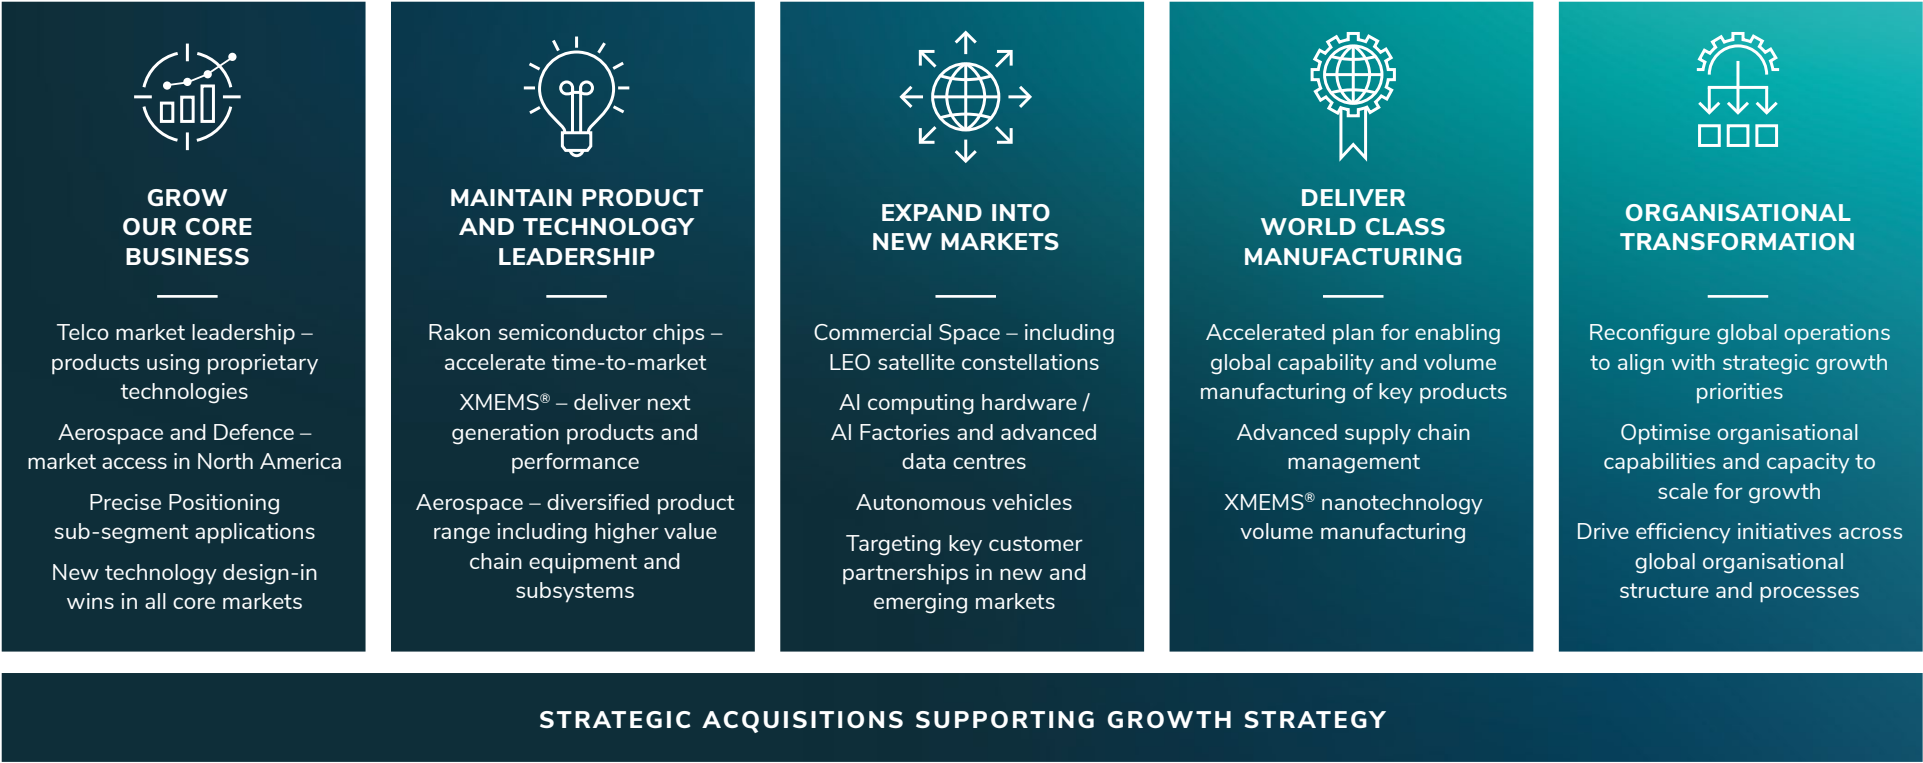 GROW
OUR CORE
BUSINESS
Telco market leadership –
products using proprietary
technologies
Aerospace and Defence –
market access in North America
Precise Positioning
sub-segment applications
New technology design-in
wins in all core markets
MAINTAIN PRODUCT
AND TECHNOLOGY
LEADERSHIP
Rakon semiconductor chips –
accelerate time-to-market
XMEMS® – deliver next
generation products and
performance
Aerospace – diversified product
range including higher value
chain equipment and
subsystems
EXPAND INTO
NEW MARKETS
Commercial Space – including
LEO satellite constellations
AI computing hardware /
AI Factories and advanced
data centres
Autonomous vehicles
Targeting key customer
partnerships in new and
emerging markets
DELIVER
WORLD CLASS
MANUFACTURING
Accelerated plan for enabling
global capability and volume
manufacturing of key products
Advanced supply chain
management
XMEMS® nanotechnology
volume manufacturing
ORGANISATIONAL
TRANSFORMATION
Reconfigure global operations
to align with strategic growth
priorities
Optimise organisational
capabilities and capacity to
scale for growth
Drive efficiency initiatives across
global organisational
structure and processes
STRATEGIC ACQUISITIONS SUPPORTING GROWTH STRATEGY